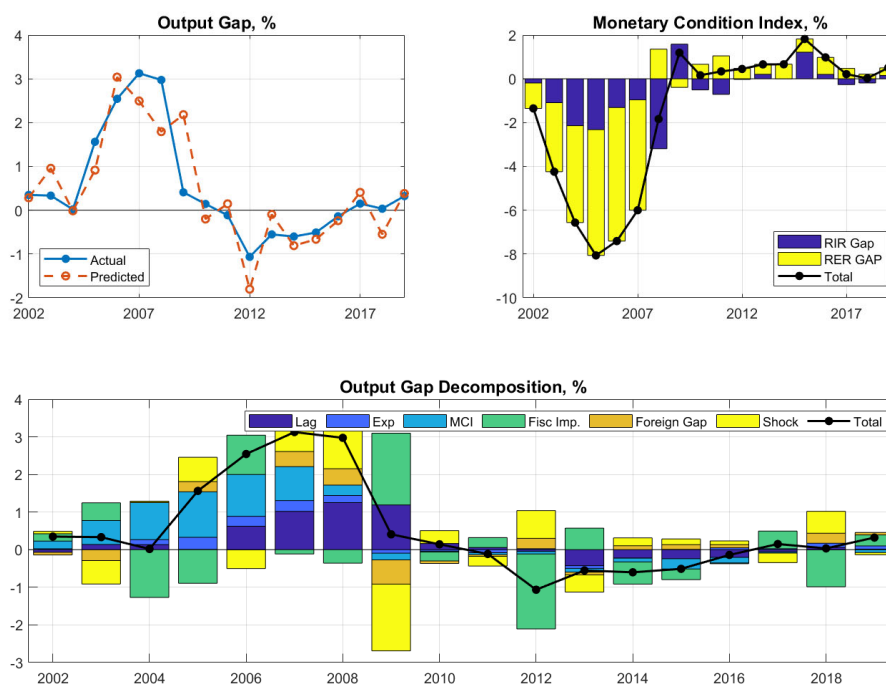 Output Gap, %
4
3
2
1
0
-1
-2
2002 2007 2012 2017
Actual
Predicted
Monetary Condition Index, %
2
0
-2
-4
-6
-8
-10
2002 2007 2012 2017
RIR Gap
RER GAP
Total
Output Gap Decomposition, %
Lag Exp MCI Fisc Imp. Foreign Gap Shock Total
4
3
2
1
0
-1
-2
-3
2002 2004 2006 2008 2010 2012 2014 2016 2018